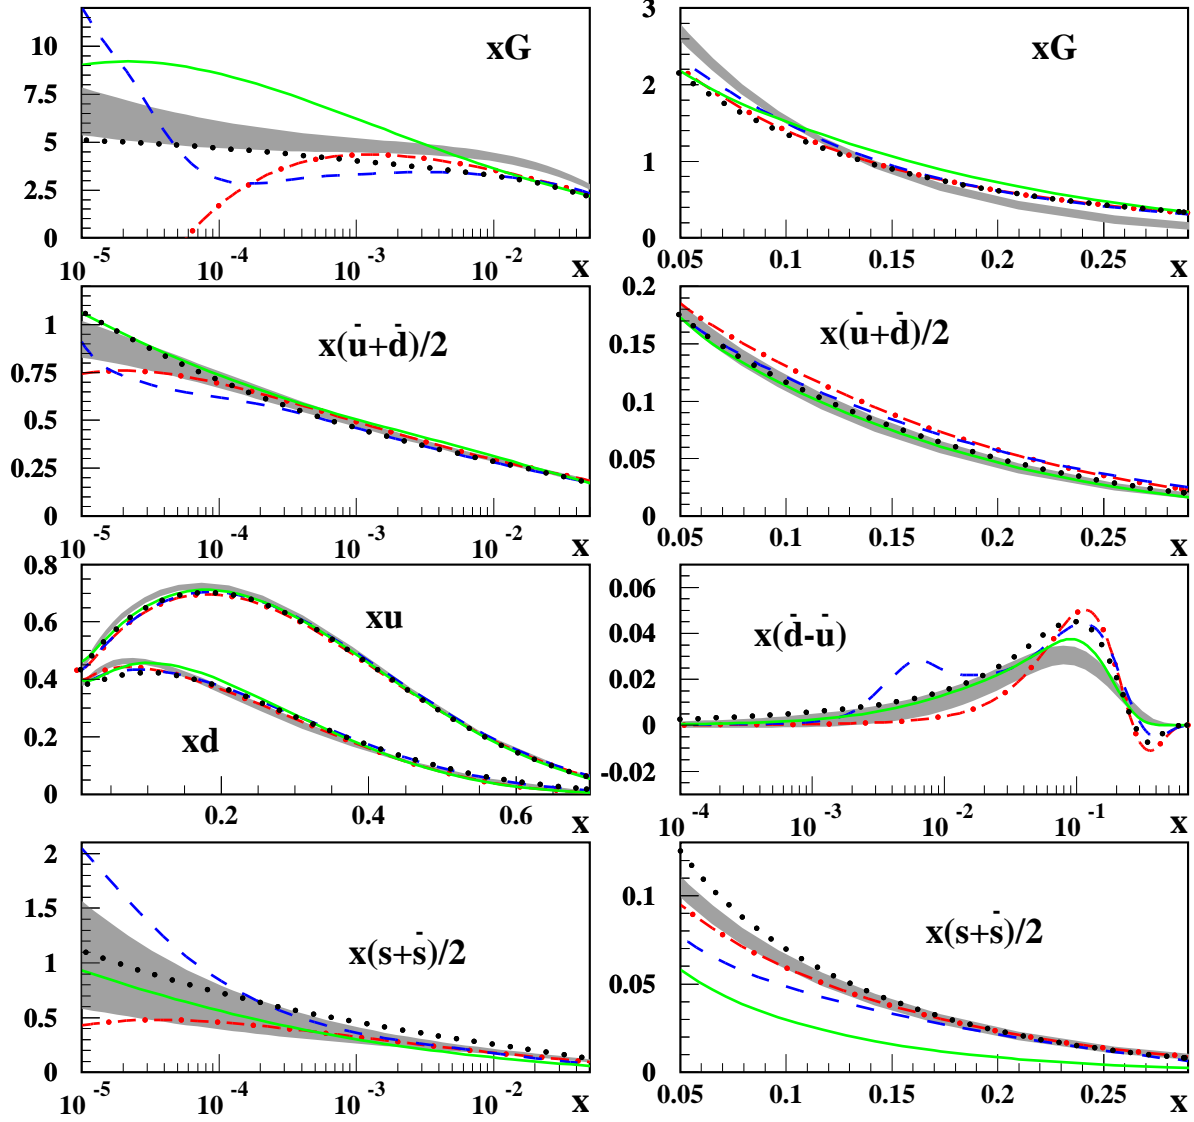 xG
10
7.5
5
2.5
0
10⁻⁵ 10⁻⁴ 10⁻³ 10⁻² x
xG
3
2
1
0
0.05 0.1 0.15 0.2 0.25 x
x(ū+d̄)/2
1
0.75
0.5
0.25
0
10⁻⁵ 10⁻⁴ 10⁻³ 10⁻² x
x(ū+d̄)/2
0.2
0.15
0.1
0.05
0
0.05 0.1 0.15 0.2 0.25 x
0.8
xu
0.6
0.4
xd
0.2
0
0.2 0.4 0.6 x
x(d̄-ū)
0.06
0.04
0.02
0
-0.02
10⁻⁴ 10⁻³ 10⁻² 10⁻¹ x
2
1.5
x(s+s̄)/2
1
0.5
0
10⁻⁵ 10⁻⁴ 10⁻³ 10⁻² x
0.1
x(s+s̄)/2
0.05
0
0.05 0.1 0.15 0.2 0.25 x